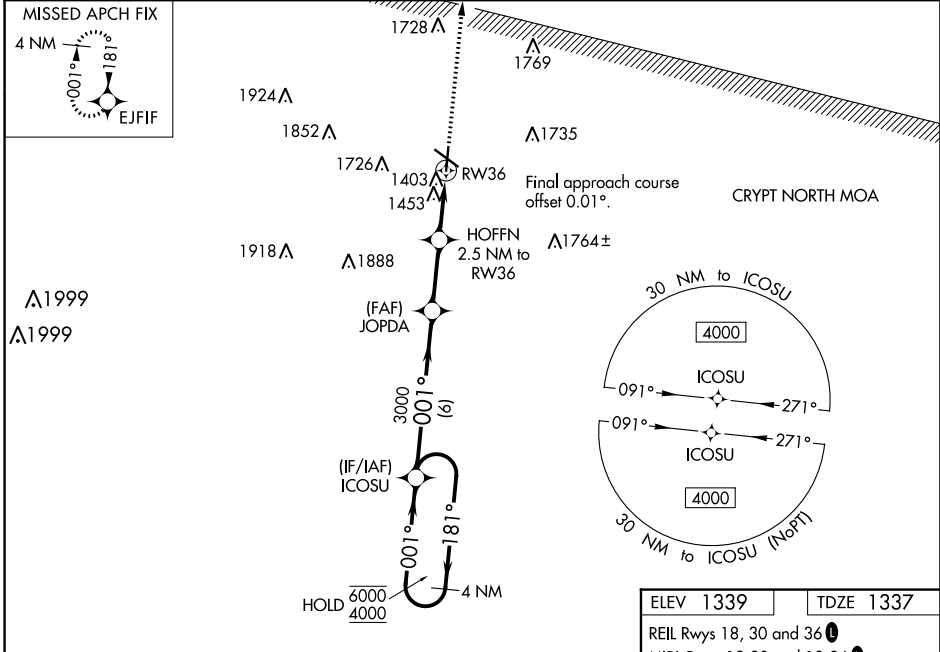 MISSED APCH FIX
4 NM
001°
181°
EJFIF
1728
1769
1924
1852
1735
1726
1403
RW36
1453
Final approach course
offset 0.01°.
CRYPT NORTH MOA
HOFFN
2.5 NM to
RW36
1764±
1918
1888
1999
1999
(FAF)
JOPDA
3000
001°
(6)
(IF/IAF)
ICOSU
001°
181°
HOLD 6000
4000
4 NM
30 NM to ICOSU
4000
ICOSU
091°
271°
091°
271°
ICOSU
4000
30 NM to ICOSU (NoPT)
ELEV 1339
TDZE 1337
REIL Rwys 18, 30 and 36 L